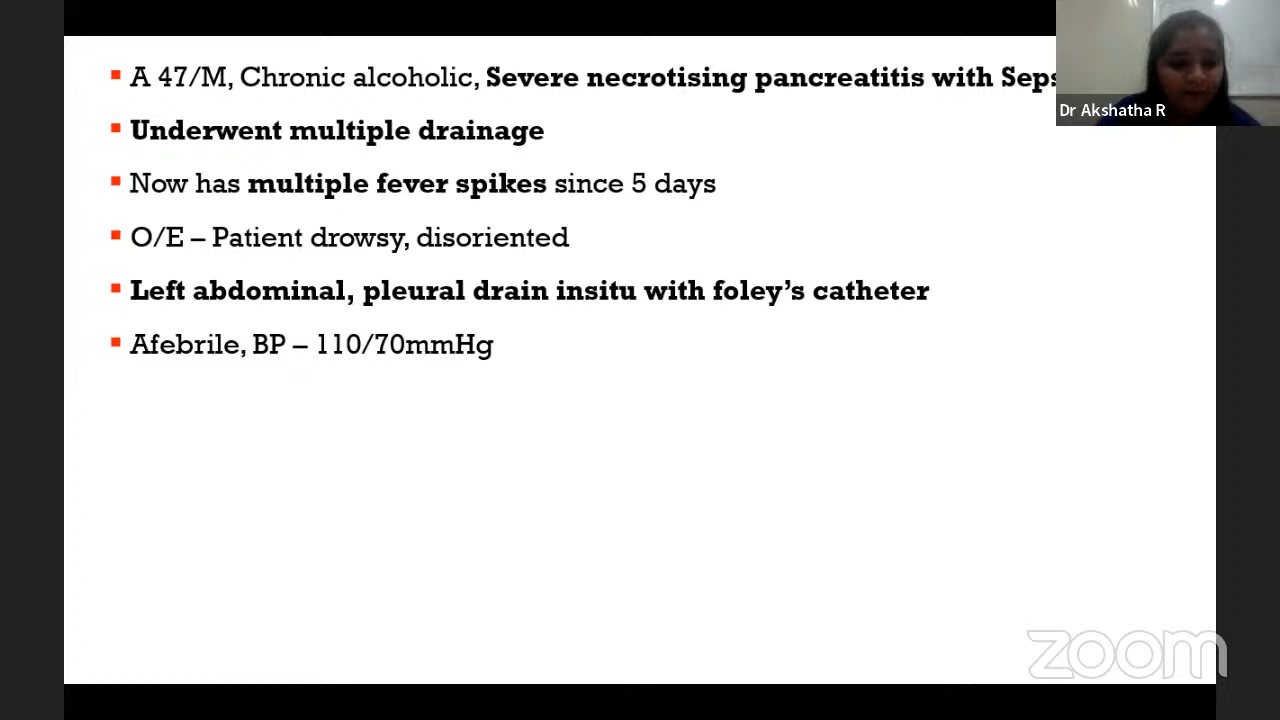 A 47/M, Chronic alcoholic, Severe necrotising pancreatitis with
Dr Akshatha R
Underwent multiple drainage
Now has multiple fever spikes since 5 days
O/E – Patient drowsy, disoriented
Left abdominal, pleural drain insitu with foley's catheter
Afebrile, BP – 110/70mmHg
zoom